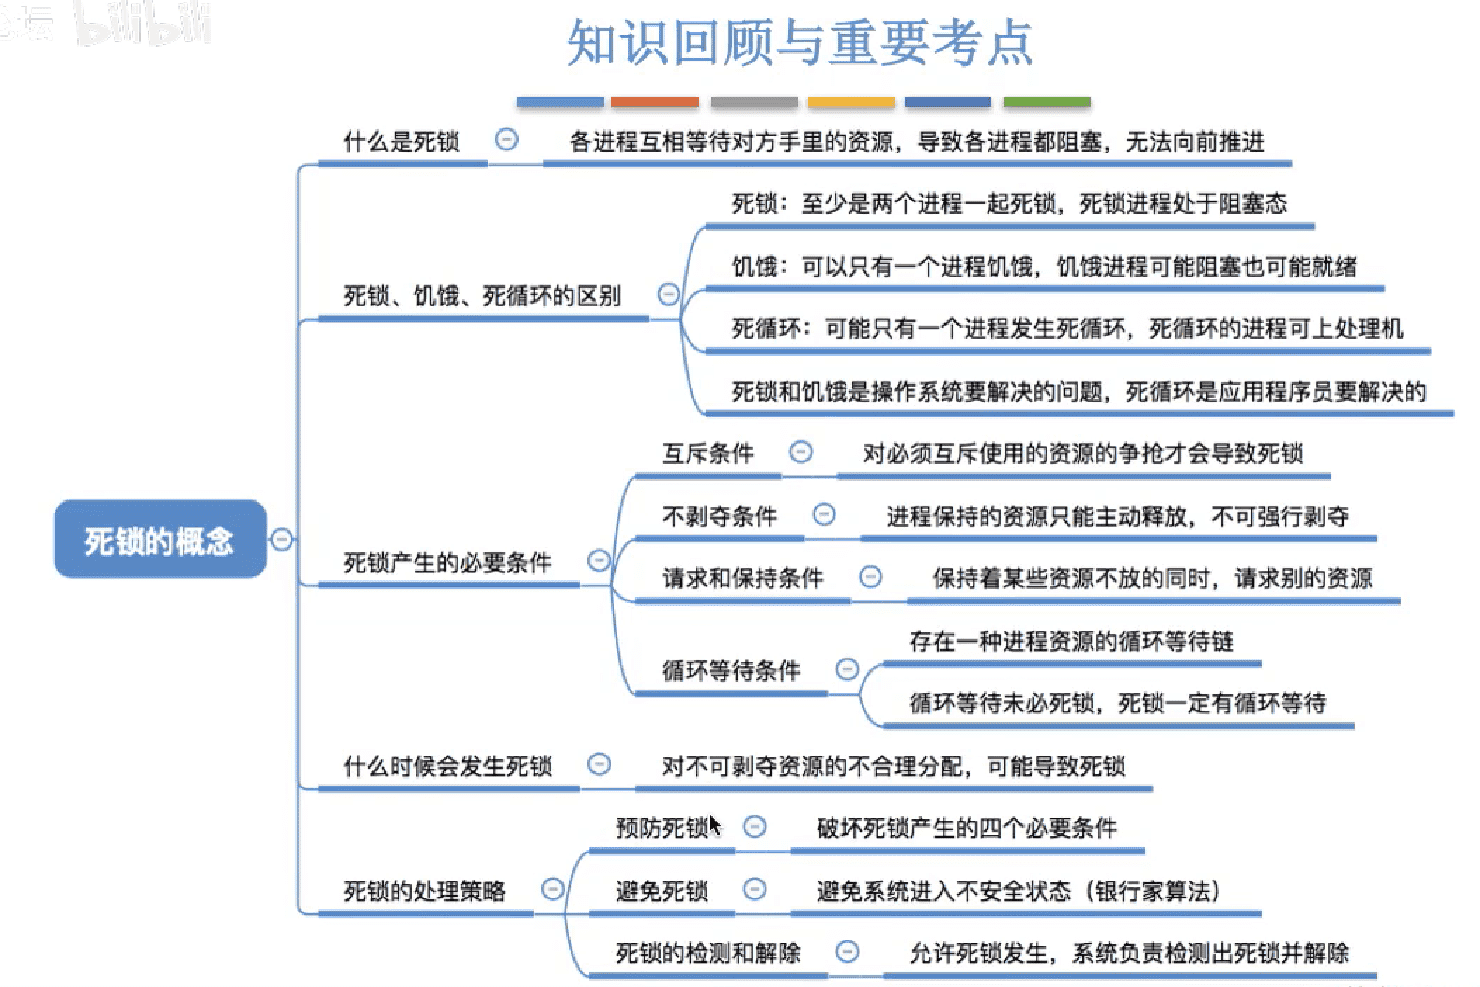 bilibili
知识回顾与重要考点
什么是死锁
各进程互相等待对方手里的资源，导致各进程都阻塞，无法向前推进
死锁、饥饿、死循环的区别
死锁：至少是两个进程一起死锁，死锁进程处于阻塞态
饥饿：可以只有一个进程饥饿，饥饿进程可能阻塞也可能就绪
死循环：可能只有一个进程发生死循环，死循环的进程可上处理机
死锁和饥饿是操作系统要解决的问题，死循环是应用程序员要解决的
死锁的概念
死锁产生的必要条件
互斥条件
对必须互斥使用的资源的争抢才会导致死锁
不剥夺条件
进程保持的资源只能主动释放，不可强行剥夺
请求和保持条件
保持着某些资源不放的同时，请求别的资源
循环等待条件
存在一种进程资源的循环等待链
循环等待未必死锁，死锁一定有循环等待
什么时候会发生死锁
对不可剥夺资源的不合理分配，可能导致死锁
死锁的处理策略
预防死锁
破坏死锁产生的四个必要条件
避免死锁
避免系统进入不安全状态（银行家算法）
死锁的检测和解除
允许死锁发生，系统负责检测出死锁并解除